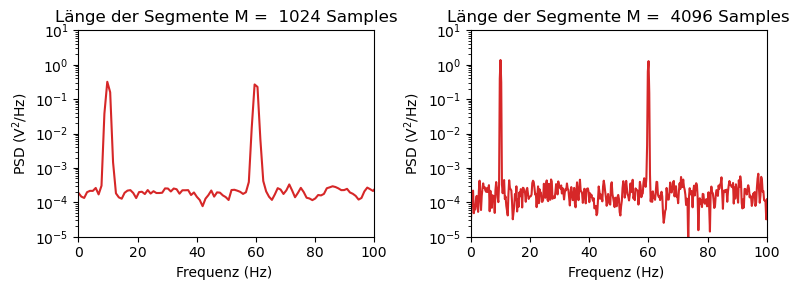 Länge der Segmente M =  1024 Samples
PSD (V²/Hz)
10¹
10⁰
10⁻¹
10⁻²
10⁻³
10⁻⁴
10⁻⁵
0 20 40 60 80 100
Frequenz (Hz)
Länge der Segmente M =  4096 Samples
PSD (V²/Hz)
10¹
10⁰
10⁻¹
10⁻²
10⁻³
10⁻⁴
10⁻⁵
0 20 40 60 80 100
Frequenz (Hz)